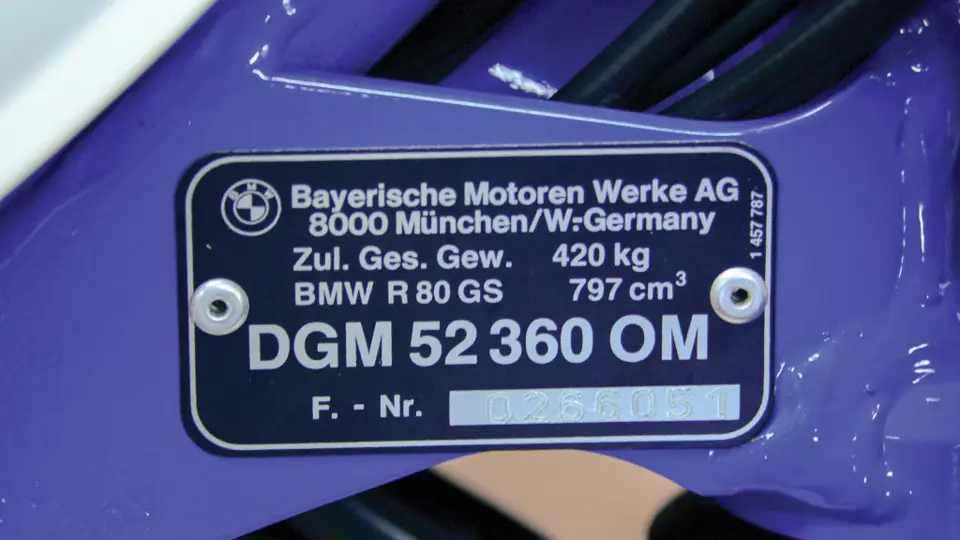 BMW
Bayerische Motoren Werke AG
8000 München/W.-Germany
Zul. Ges. Gew. 420 kg
BMW R 80 GS 797 cm³
DGM 52 360 OM
F. - Nr. 0266051
1 457 787